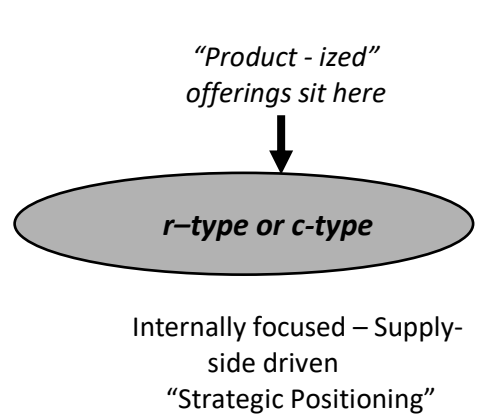 “Product - ized”
offerings sit here
r–type or c-type
Internally focused – Supply-
side driven
“Strategic Positioning”